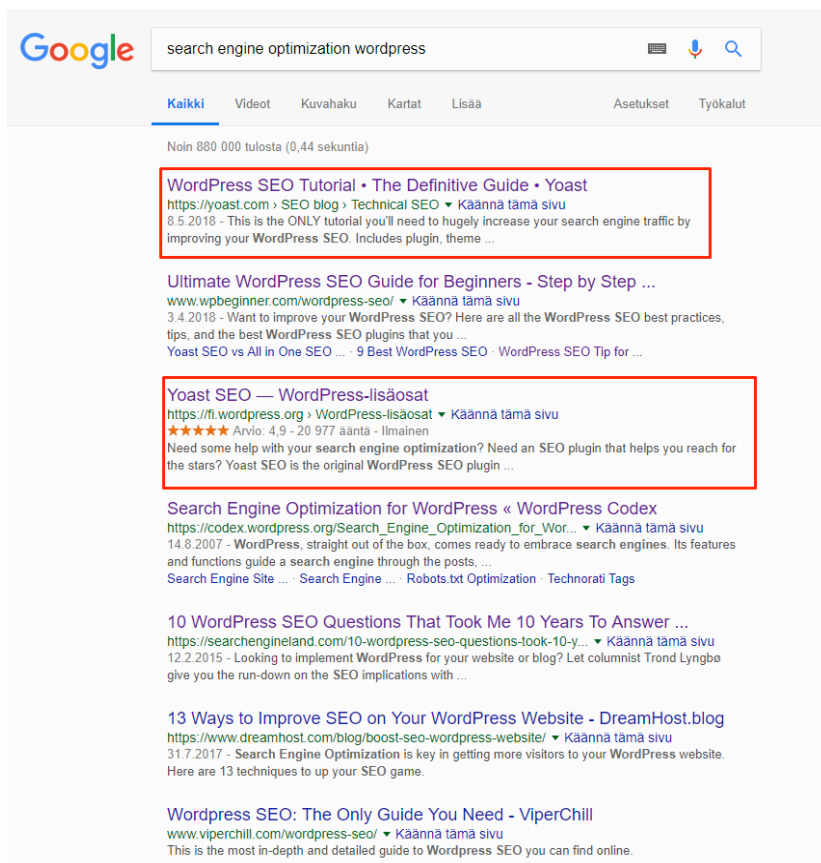 Google
search engine optimization wordpress
Kaikki Videot Kuvahaku Kartat Lisää Asetukset Työkalut
Noin 880 000 tulosta (0,44 sekuntia)
WordPress SEO Tutorial • The Definitive Guide • Yoast
https://yoast.com › SEO blog › Technical SEO ▼ Käännä tämä sivu
8.5.2018 - This is the ONLY tutorial you'll need to hugely increase your search engine traffic by
improving your WordPress SEO. Includes plugin, theme ...
Ultimate WordPress SEO Guide for Beginners - Step by Step ...
www.wpbeginner.com/wordpress-seo/ ▼ Käännä tämä sivu
3.4.2018 - Want to improve your WordPress SEO? Here are all the WordPress SEO best practices,
tips, and the best WordPress SEO plugins that you ...
Yoast SEO vs All in One SEO ... · 9 Best WordPress SEO · WordPress SEO Tip for ...
Yoast SEO — WordPress-lisäosat
https://fi.wordpress.org › WordPress-lisäosat ▼ Käännä tämä sivu
★★★★★ Arvio: 4,9 - 20 977 ääntä - Ilmainen
Need some help with your search engine optimization? Need an SEO plugin that helps you reach for
the stars? Yoast SEO is the original WordPress SEO plugin ...
Search Engine Optimization for WordPress « WordPress Codex
https://codex.wordpress.org/Search_Engine_Optimization_for_Wor... ▼ Käännä tämä sivu
14.8.2007 - WordPress, straight out of the box, comes ready to embrace search engines. Its features
and functions guide a search engine through the posts, ...
Search Engine Site ... · Search Engine ... · Robots.txt Optimization · Technorati Tags
10 WordPress SEO Questions That Took Me 10 Years To Answer ...
https://searchengineland.com/10-wordpress-seo-questions-took-10-y... ▼ Käännä tämä sivu
12.2.2015 - Looking to implement WordPress for your website or blog? Let columnist Trond Lyngbø
give you the run-down on the SEO implications with ...
13 Ways to Improve SEO on Your WordPress Website - DreamHost.blog
https://www.dreamhost.com/blog/boost-seo-wordpress-website/ ▼ Käännä tämä sivu
31.7.2017 - Search Engine Optimization is key in getting more visitors to your WordPress website.
Here are 13 techniques to up your SEO game.
Wordpress SEO: The Only Guide You Need - ViperChill
www.viperchill.com/wordpress-seo/ ▼ Käännä tämä sivu
This is the most in-depth and detailed guide to Wordpress SEO you can find online.